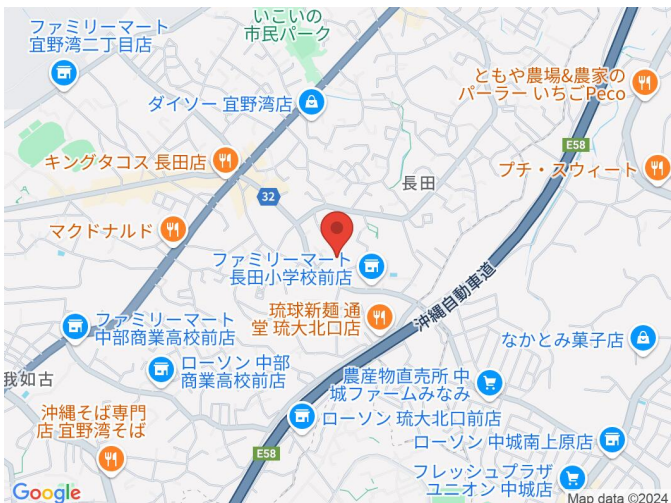 ファミリーマート
宜野湾二丁目店
いこいの
市民パーク
ともや農場&農家の
パーラー いちごPeco
ダイソー 宜野湾店
E58
キングタコス 長田店
プチ・スウィート
長田
32
マクドナルド
ファミリーマート
長田小学校前店
沖縄自動車道
琉球新麺 通
堂 琉大北口店
ファミリーマート
中部商業高校前店
なかとみ菓子店
ローソン 中部
商業高校前店
我如古
農産物直売所 中
城ファームみなみ
沖縄そば専門
店 宜野湾そば
ローソン 琉大北口前店
ローソン 中城南上原店
E58
フレッシュプラザ
ユニオン 中城店
Google
Map data ©2024